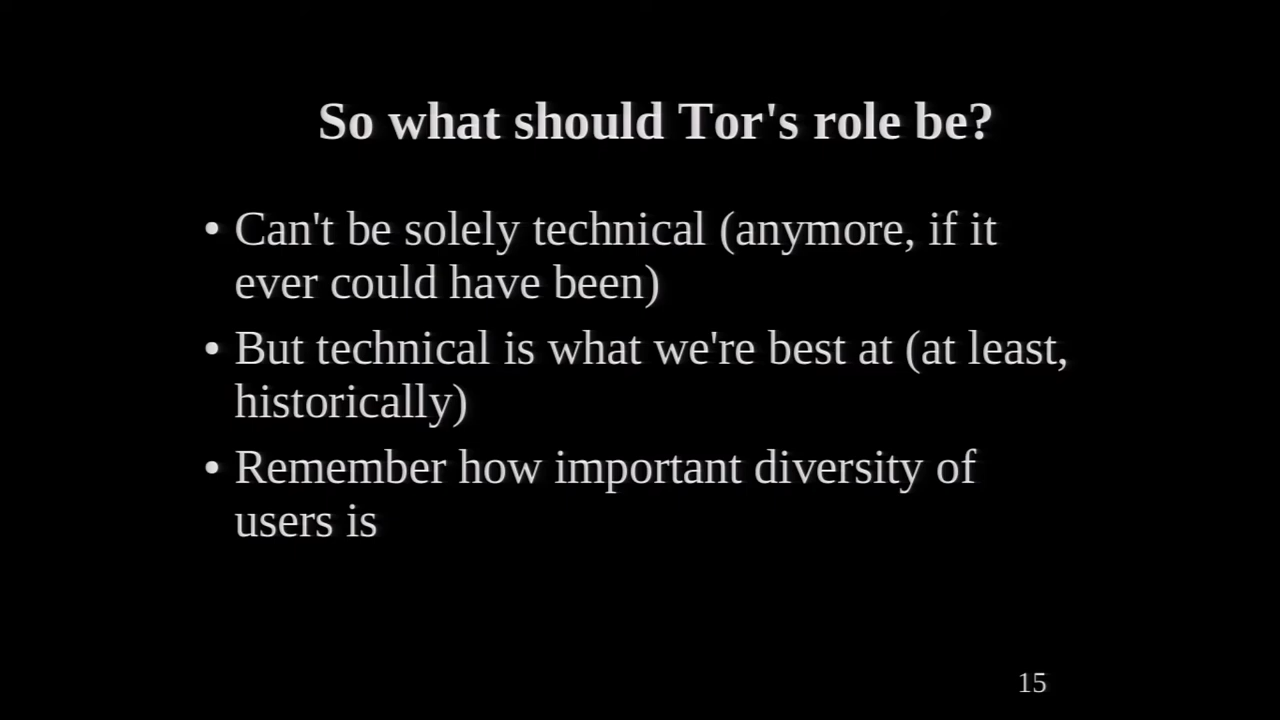 So what should Tor's role be?
• Can't be solely technical (anymore, if it
ever could have been)
• But technical is what we're best at (at least,
historically)
• Remember how important diversity of
users is
15